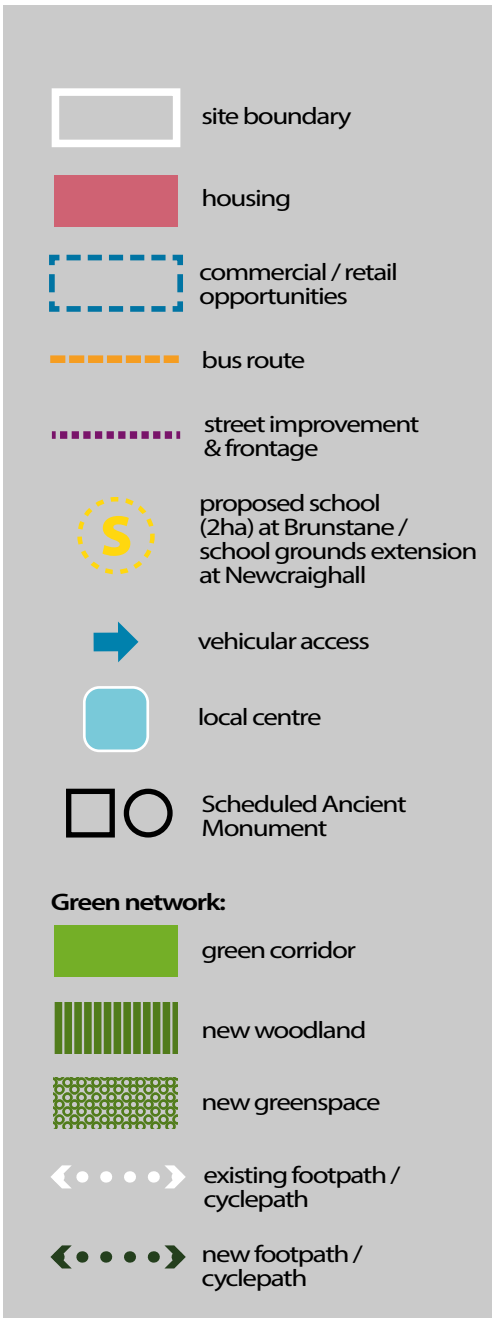 site boundary
housing
commercial / retail
opportunities
bus route
street improvement
& frontage
S
proposed school
(2ha) at Brunstane /
school grounds extension
at Newcraighall
vehicular access
local centre
Scheduled Ancient
Monument
Green network:
green corridor
new woodland
new greenspace
existing footpath /
cyclepath
new footpath /
cyclepath